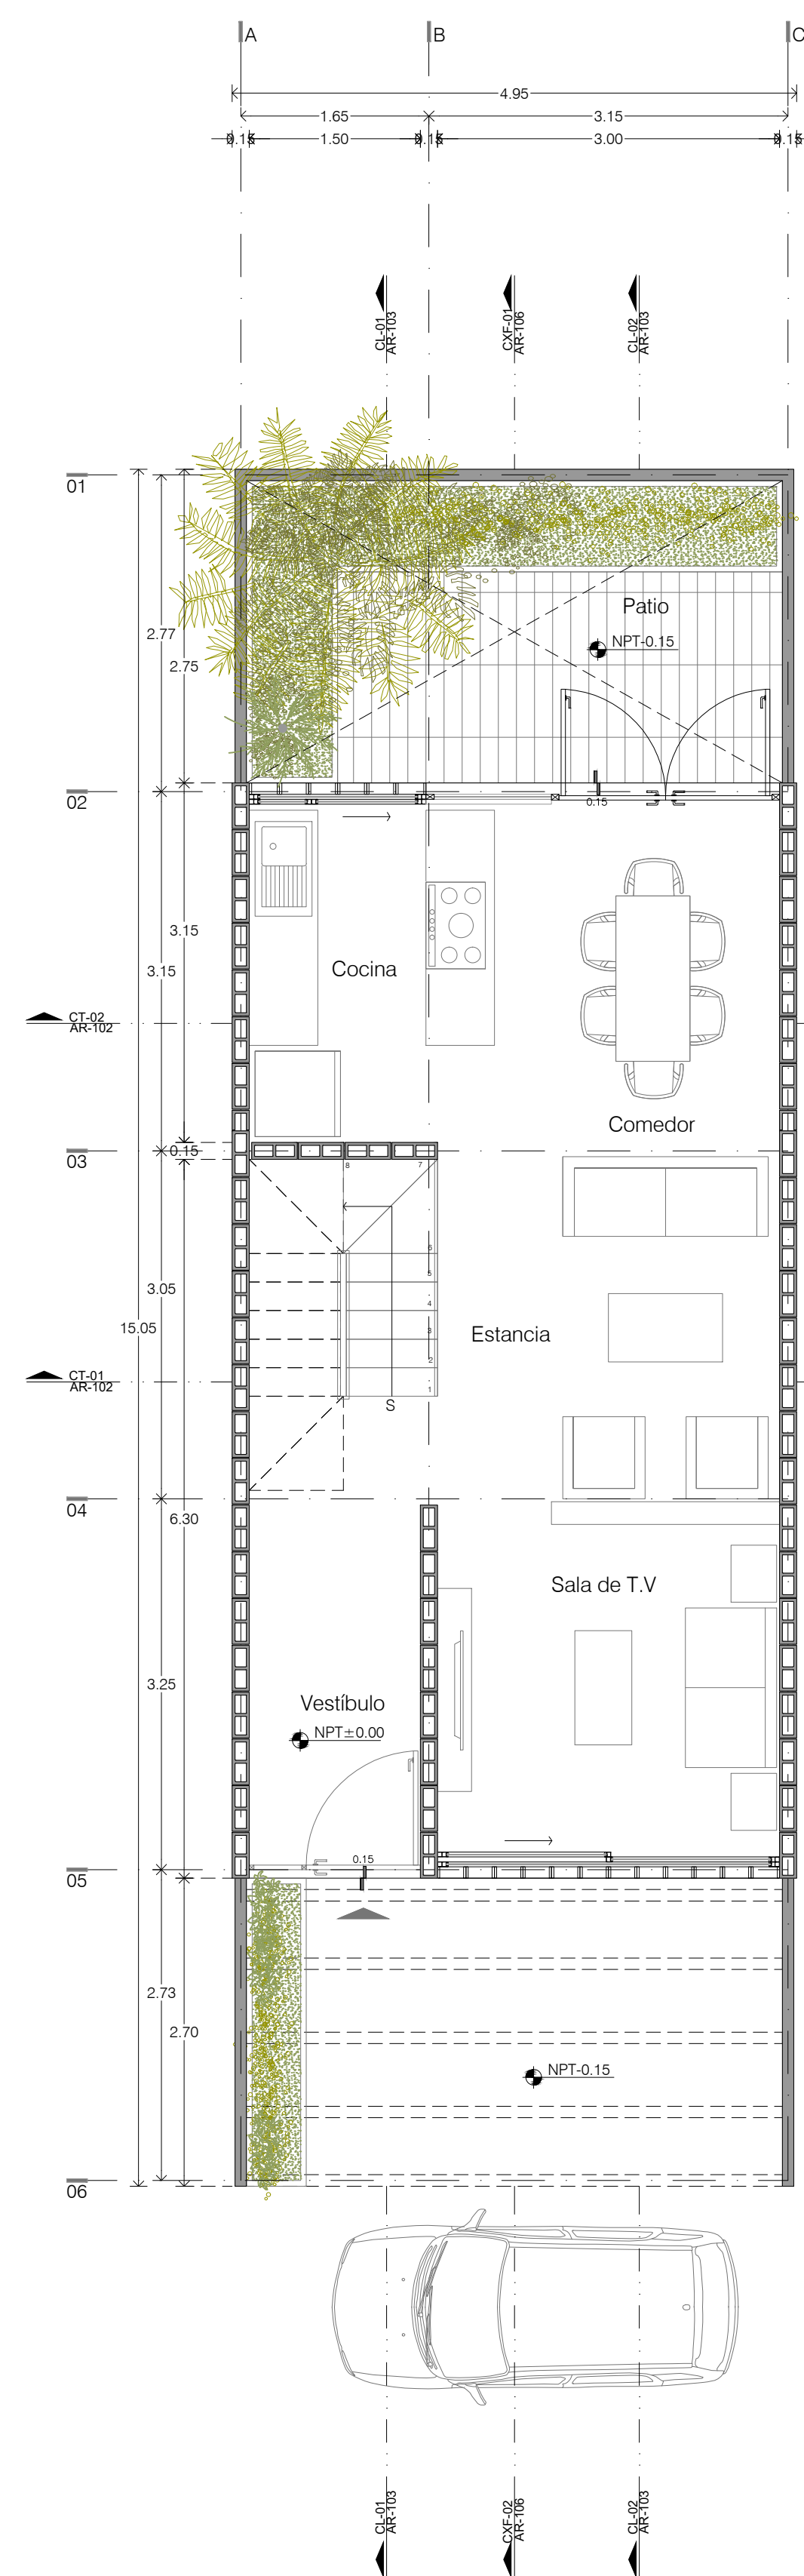 A
B
C
4.95
1.65
3.15
0.15
1.50
0.15
3.00
0.15
CL-01
AR-103
CXF-01
AR-106
CL-02
AR-103
01
Patio
NPT-0.15
2.77
2.75
02
0.15
3.15
3.15
Cocina
CT-02
AR-102
Comedor
03
0.15
8
7
6
5
4
3
2
1
S
3.05
15.05
Estancia
CT-01
AR-102
04
6.30
Sala de T.V
3.25
Vestíbulo
NPT±0.00
0.15
05
2.73
2.70
NPT-0.15
06
CL-01
AR-103
CXF-02
AR-106
CL-02
AR-103